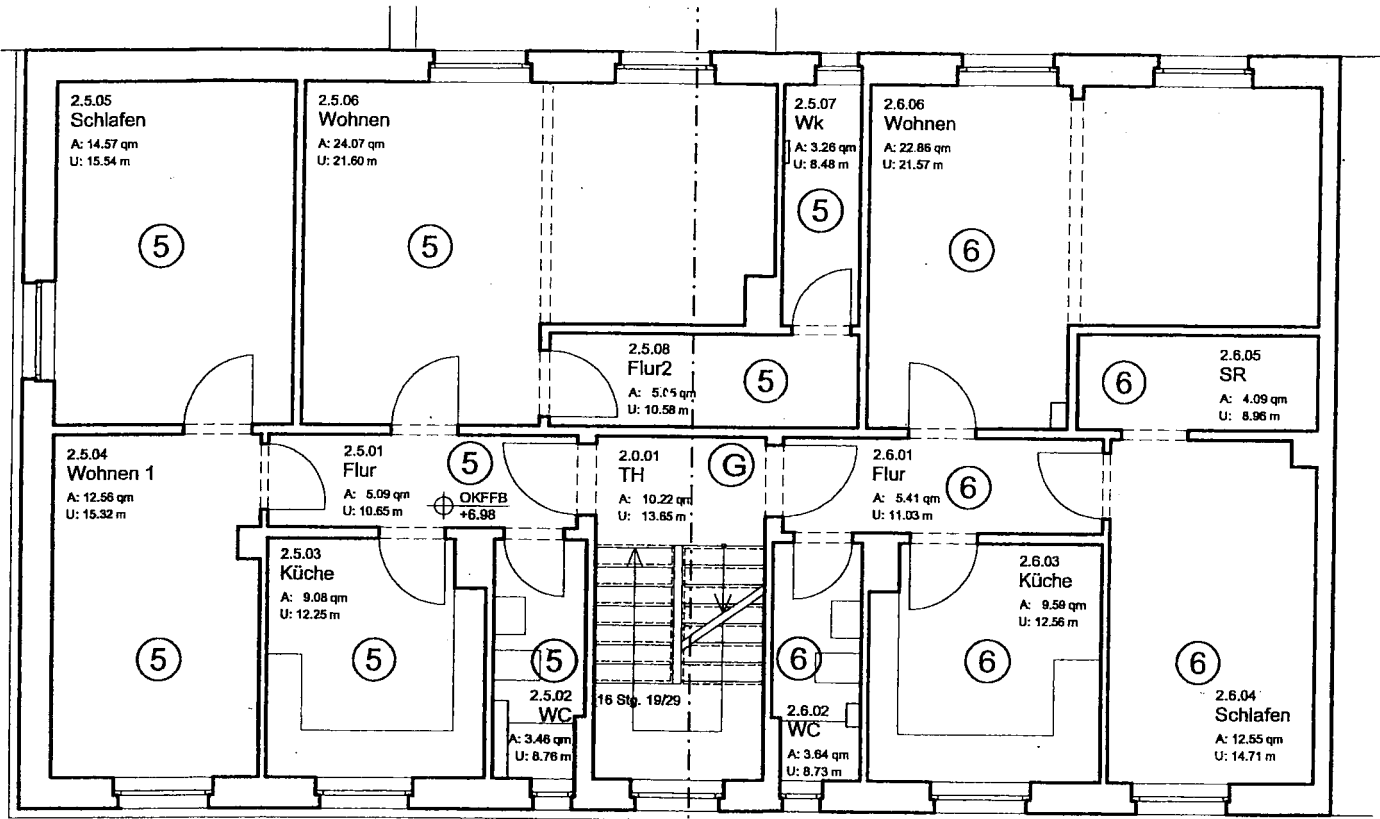 2.5.05
Schlafen
A: 14.57 qm
U: 15.54 m
5
2.5.06
Wohnen
A: 24.07 qm
U: 21.60 m
5
2.5.07
Wk
A: 3.26 qm
U: 8.48 m
5
2.6.06
Wohnen
A: 22.86 qm
U: 21.57 m
6
2.5.08
Flur2
A: qm
U: 10.58 m
5
2.6.05
SR
A: 4.09 qm
U: 8.96 m
6
2.5.04
Wohnen 1
A: 12.56 qm
U: 15.32 m
5
2.5.01
Flur
A: 5.09 qm
U: 10.65 m
5
OKFFB
+6.98
2.0.01
TH
A: 10.22 qm
U: 13.65 m
G
2.6.01
Flur
A: 5.41 qm
U: 11.03 m
6
2.5.03
Küche
A: 9.08 qm
U: 12.25 m
5
5
2.5.02
WC
A: 3.46 qm
U: 8.76 m
16 Stg. 19/29
6
2.6.02
WC
A: 3.64 qm
U: 8.73 m
2.6.03
Küche
A: 9.59 qm
U: 12.56 m
6
6
2.6.04
Schlafen
A: 12.55 qm
U: 14.71 m